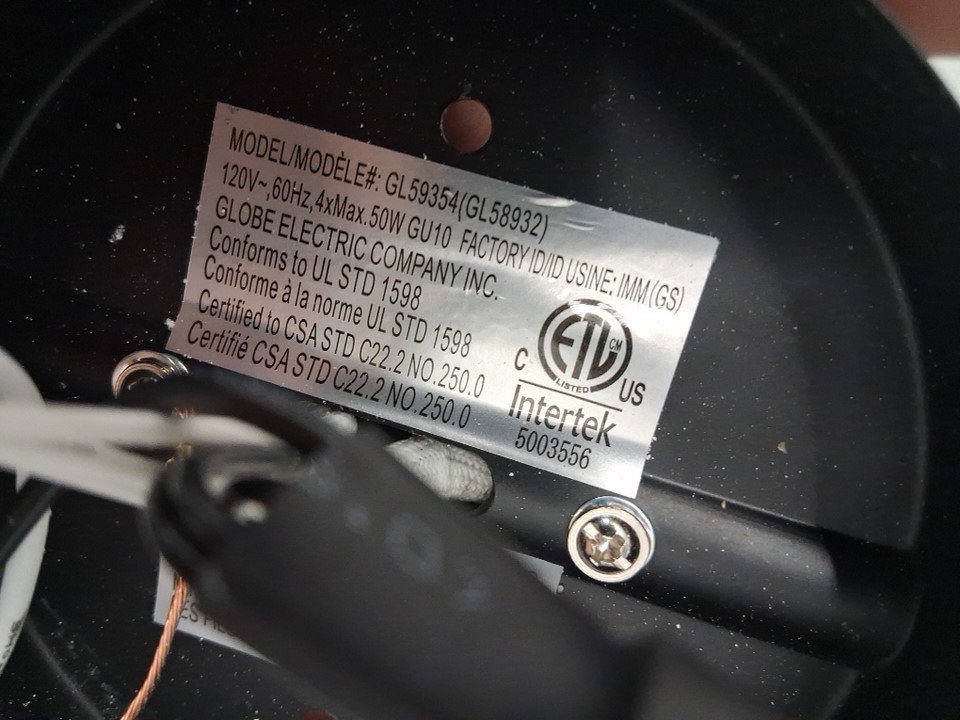 MODEL/MODÈLE#: GL59354(GL58932)
120V~,60Hz,4xMax.50W GU10 FACTORY ID/ID USINE: IMM(GS)
GLOBE ELECTRIC COMPANY INC.
Conforms to UL STD 1598
Conforme à la norme UL STD 1598
Certified to CSA STD C22.2 NO.250.0
Certifié CSA STD C22.2 NO.250.0
C ETL CM US
LISTED
Intertek
5003556